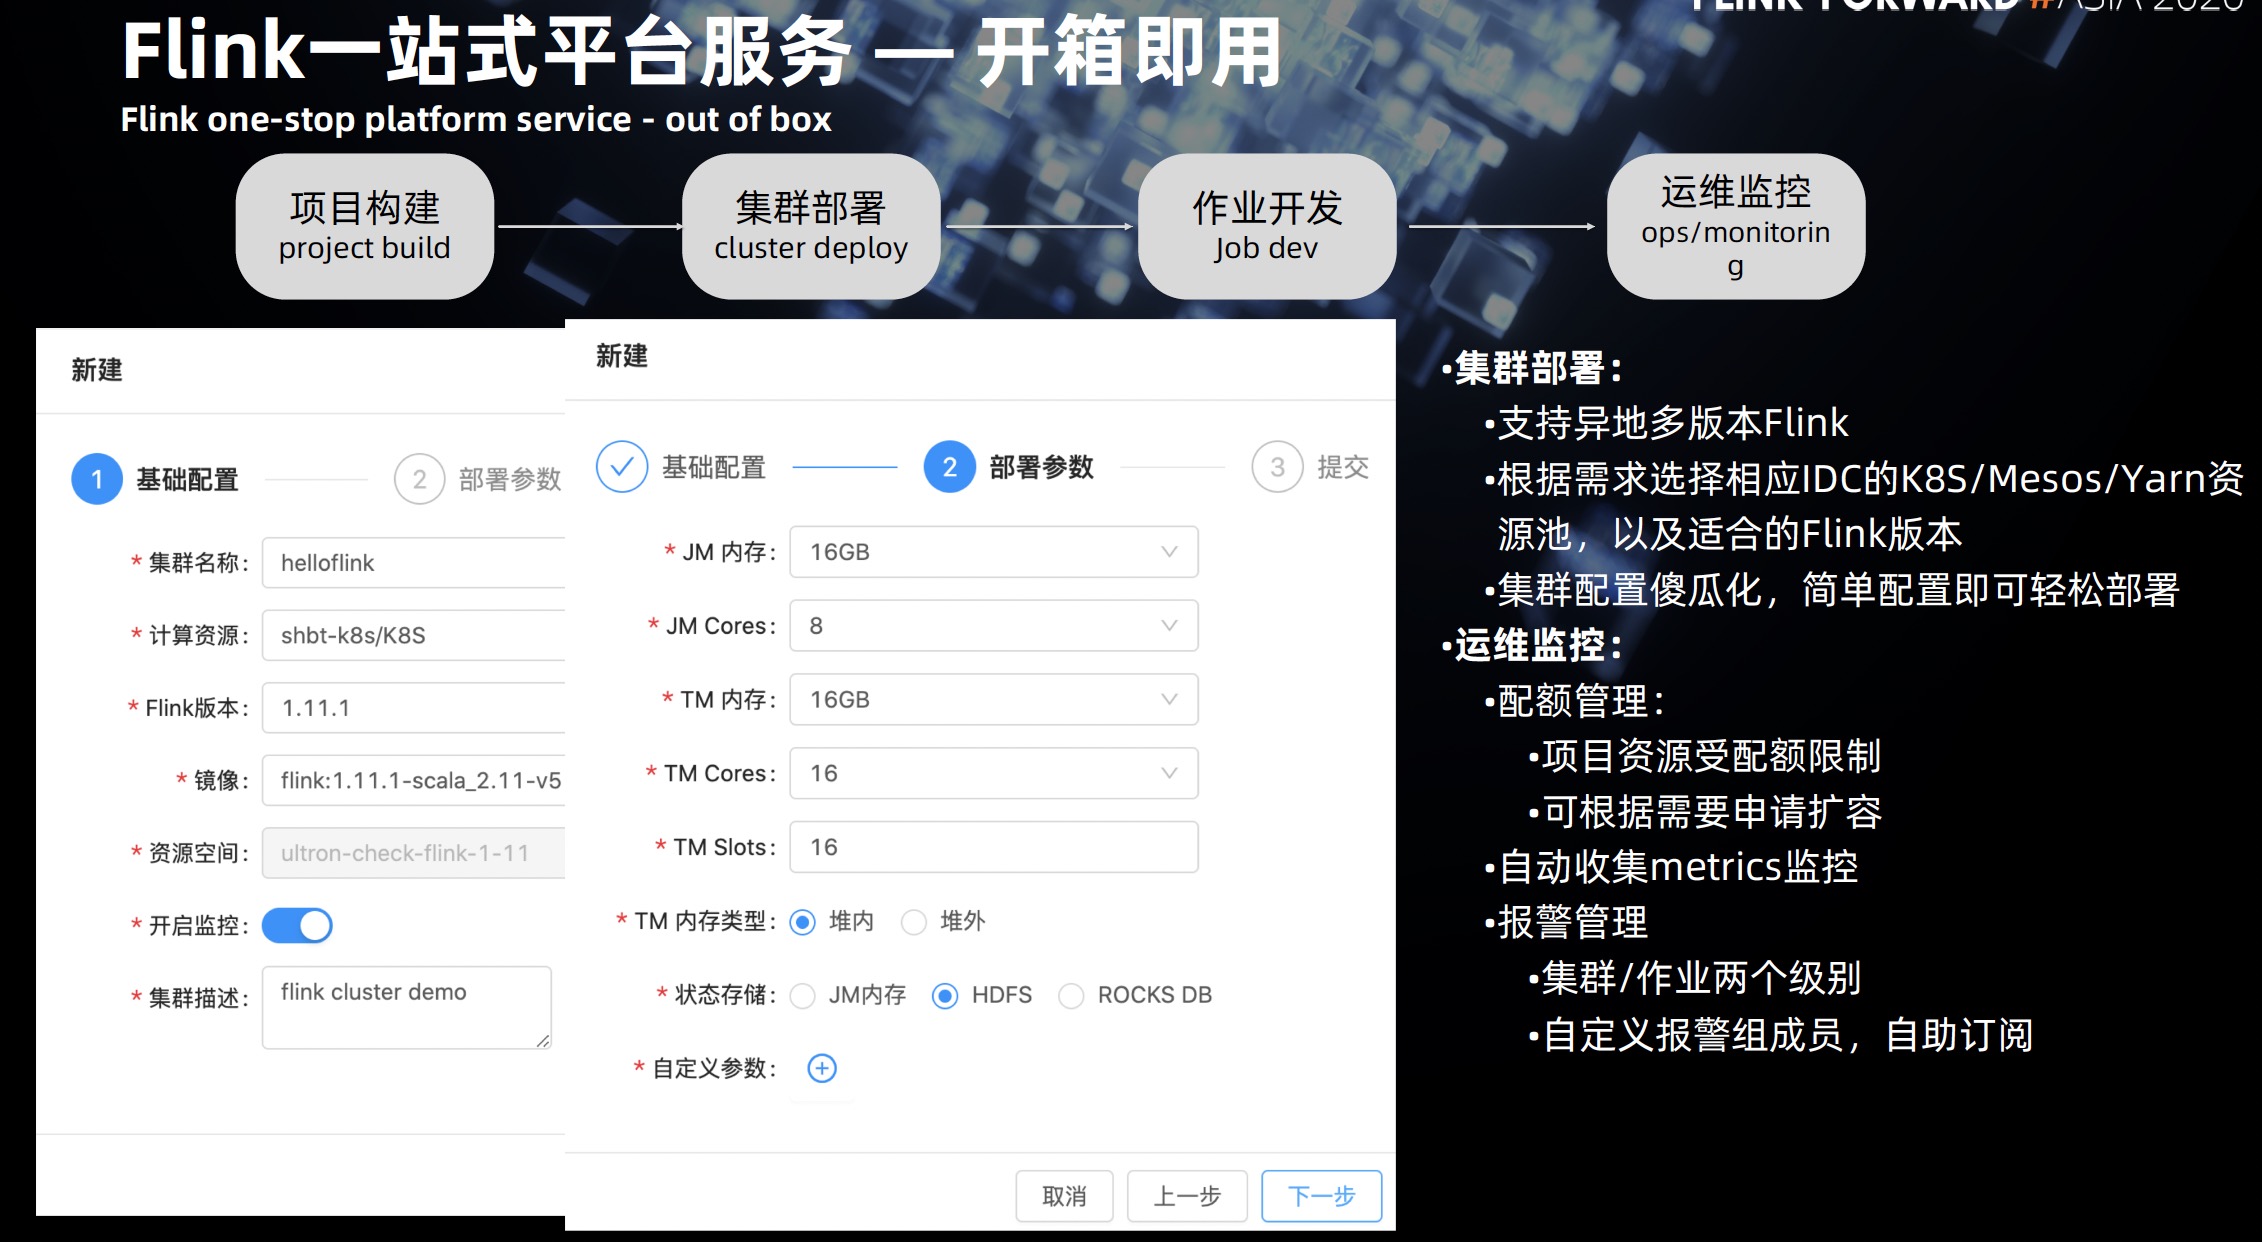 FLINK FORWARD #ASIA 2020
Flink一站式平台服务 — 开箱即用
Flink one-stop platform service - out of box
项目构建
project build
集群部署
cluster deploy
作业开发
Job dev
运维监控
ops/monitorin
g
新建
1 基础配置
2 部署参数
* 集群名称: helloflink
* 计算资源: shbt-k8s/K8S
* Flink版本: 1.11.1
* 镜像: flink:1.11.1-scala_2.11-v5
* 资源空间: ultron-check-flink-1-11
* 开启监控:
* 集群描述: flink cluster demo
新建
基础配置
2 部署参数
3 提交
* JM 内存: 16GB
* JM Cores: 8
* TM 内存: 16GB
* TM Cores: 16
* TM Slots: 16
* TM 内存类型: 堆内 堆外
* 状态存储: JM内存 HDFS ROCKS DB
* 自定义参数:
取消 上一步 下一步
•集群部署：
•支持异地多版本Flink
•根据需求选择相应IDC的K8S/Mesos/Yarn资
源池，以及适合的Flink版本
•集群配置傻瓜化，简单配置即可轻松部署
•运维监控：
•配额管理：
•项目资源受配额限制
•可根据需要申请扩容
•自动收集metrics监控
•报警管理
•集群/作业两个级别
•自定义报警组成员，自助订阅